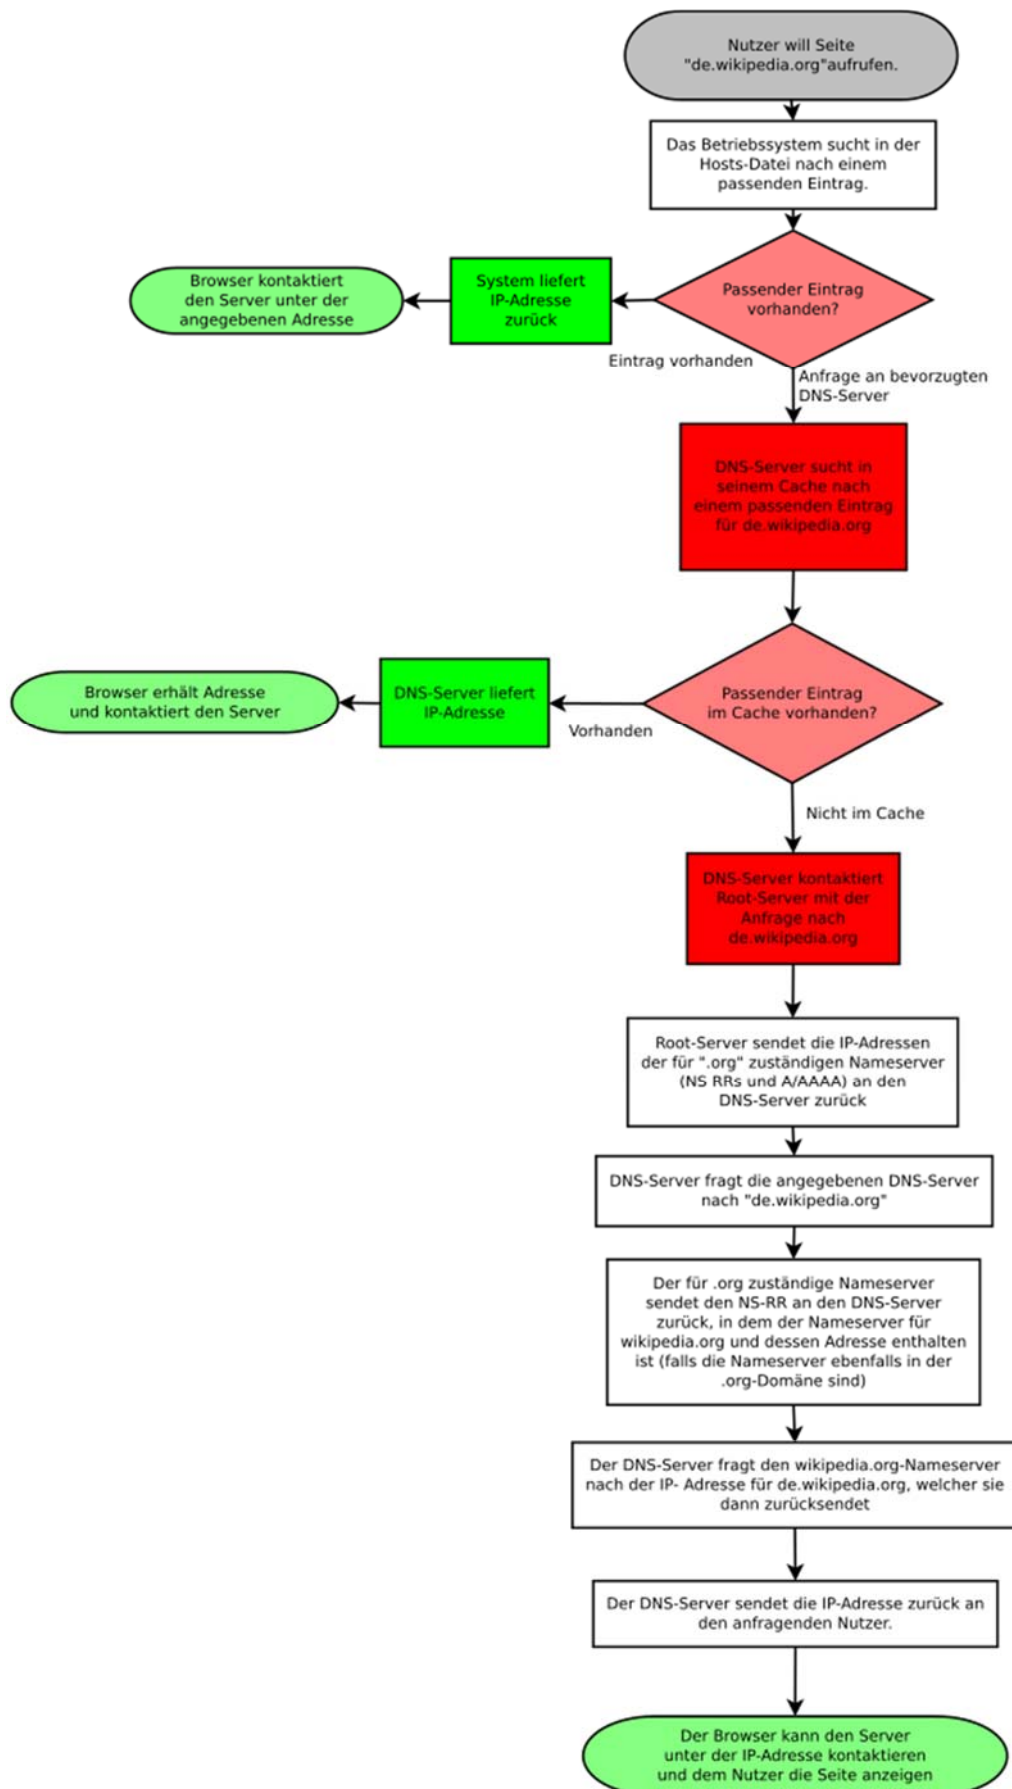 Nutzer will Seite
"de.wikipedia.org"aufrufen.
Das Betriebssystem sucht in der
Hosts-Datei nach einem
passenden Eintrag.
Passender Eintrag
vorhanden?
System liefert
IP-Adresse
zurück
Browser kontaktiert
den Server unter der
angegebenen Adresse
Eintrag vorhanden
Anfrage an bevorzugten
DNS-Server
DNS-Server sucht in
seinem Cache nach
einem passenden Eintrag
für de.wikipedia.org
Passender Eintrag
im Cache vorhanden?
Vorhanden
DNS-Server liefert
IP-Adresse
Browser erhält Adresse
und kontaktiert den Server
Nicht im Cache
DNS-Server kontaktiert
Root-Server mit der
Anfrage nach
de.wikipedia.org
Root-Server sendet die IP-Adressen
der für ".org" zuständigen Nameserver
(NS RRs und A/AAAA) an den
DNS-Server zurück
DNS-Server fragt die angegebenen DNS-Server
nach "de.wikipedia.org"
Der für .org zuständige Nameserver
sendet den NS-RR an den DNS-Server
zurück, in dem der Nameserver für
wikipedia.org und dessen Adresse enthalten
ist (falls die Nameserver ebenfalls in der
.org-Domäne sind)
Der DNS-Server fragt den wikipedia.org-Nameserver
nach der IP- Adresse für de.wikipedia.org, welcher sie
dann zurücksendet
Der DNS-Server sendet die IP-Adresse zurück an
den anfragenden Nutzer.
Der Browser kann den Server
unter der IP-Adresse kontaktieren
und dem Nutzer die Seite anzeigen